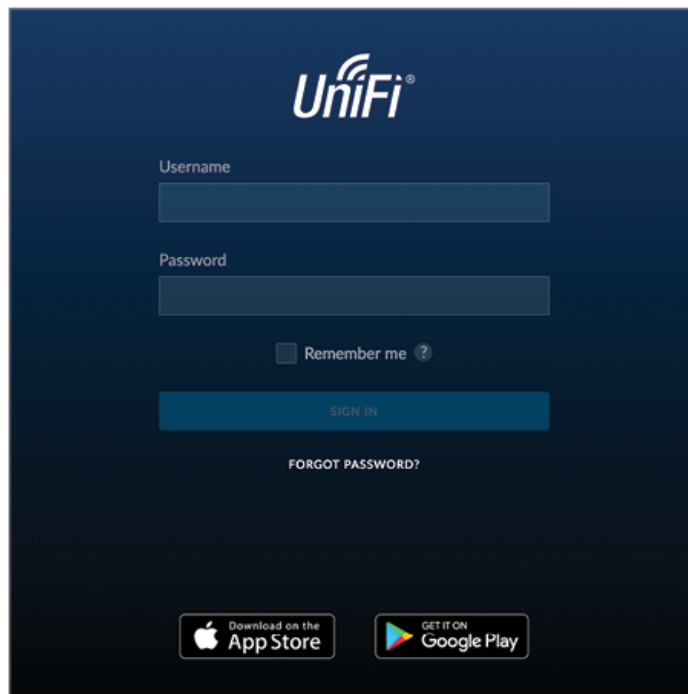 UniFi®
Username
Password
Remember me ?
SIGN IN
FORGOT PASSWORD?
Download on the
App Store
GET IT ON
Google Play